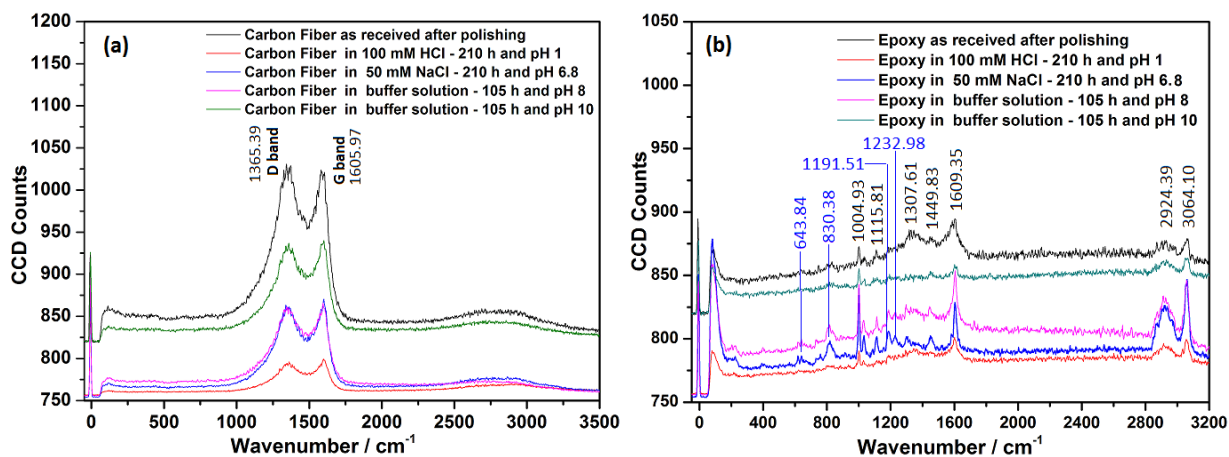 (a)
Carbon Fiber as received after polishing
Carbon Fiber in 100 mM HCl - 210 h and pH 1
Carbon Fiber in 50 mM NaCl - 210 h and pH 6.8
Carbon Fiber in buffer solution - 105 h and pH 8
Carbon Fiber in buffer solution - 105 h and pH 10
1365.39
D band
G band
1605.97
CCD Counts
1200
1150
1100
1050
1000
950
900
850
800
750
0
500
1000
1500
2000
2500
3000
3500
Wavenumber / cm-1
(b)
Epoxy as received after polishing
Epoxy in 100 mM HCl - 210 h and pH 1
Epoxy in 50 mM NaCl - 210 h and pH 6.8
Epoxy in buffer solution - 105 h and pH 8
Epoxy in buffer solution - 105 h and pH 10
1232.98
1191.51
643.84
830.38
1004.93
1115.81
1307.61
1449.83
1609.35
2924.39
3064.10
CCD Counts
1050
1000
950
900
850
800
750
0
400
800
1200
1600
2000
2400
2800
3200
Wavenumber / cm-1